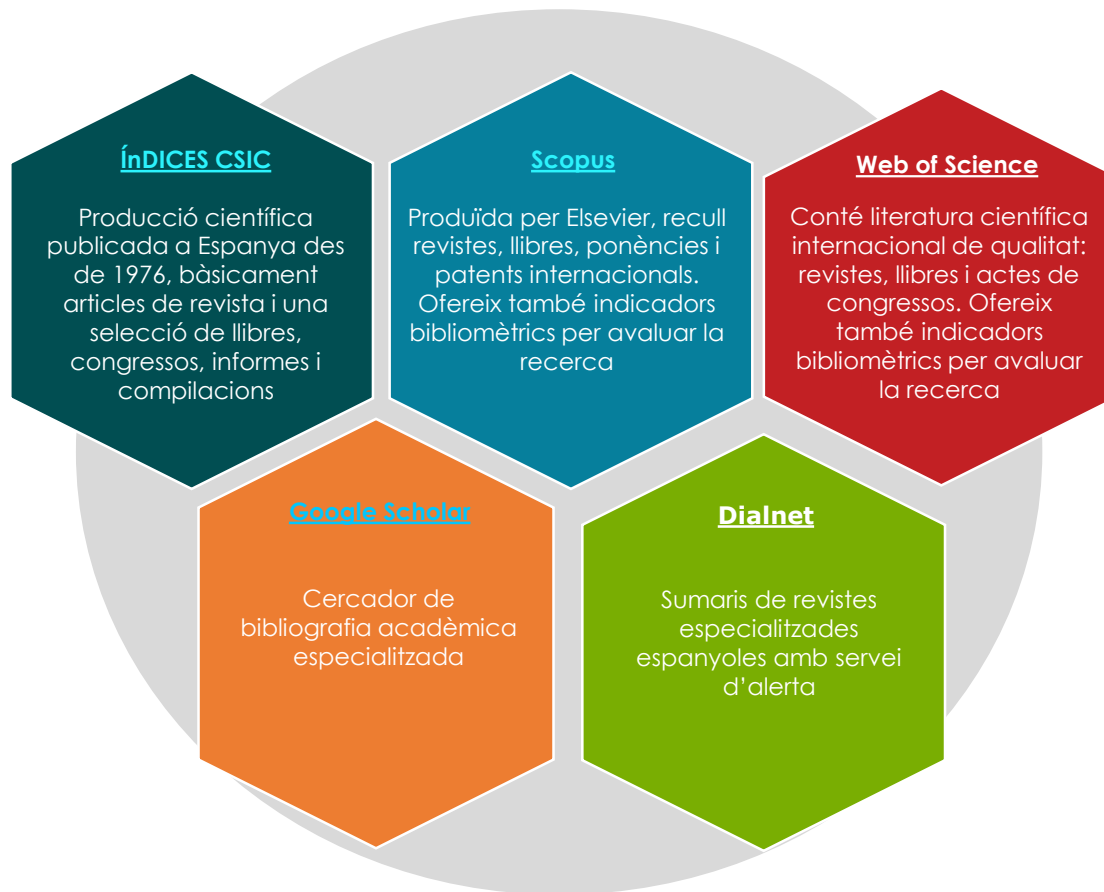 ÍnDICES CSIC
Producció científica
publicada a Espanya des
de 1976, bàsicament
articles de revista i una
selecció de llibres,
congressos, informes i
compilacions
Scopus
Produïda per Elsevier, recull
revistes, llibres, ponències i
patents internacionals.
Ofereix també indicadors
bibliomètrics per avaluar la
recerca
Web of Science
Conté literatura científica
internacional de qualitat:
revistes, llibres i actes de
congressos. Ofereix
també indicadors
bibliomètrics per avaluar
la recerca
Google Scholar
Cercador de
bibliografia acadèmica
especialitzada
Dialnet
Sumaris de revistes
especialitzades
espanyoles amb servei
d’alerta